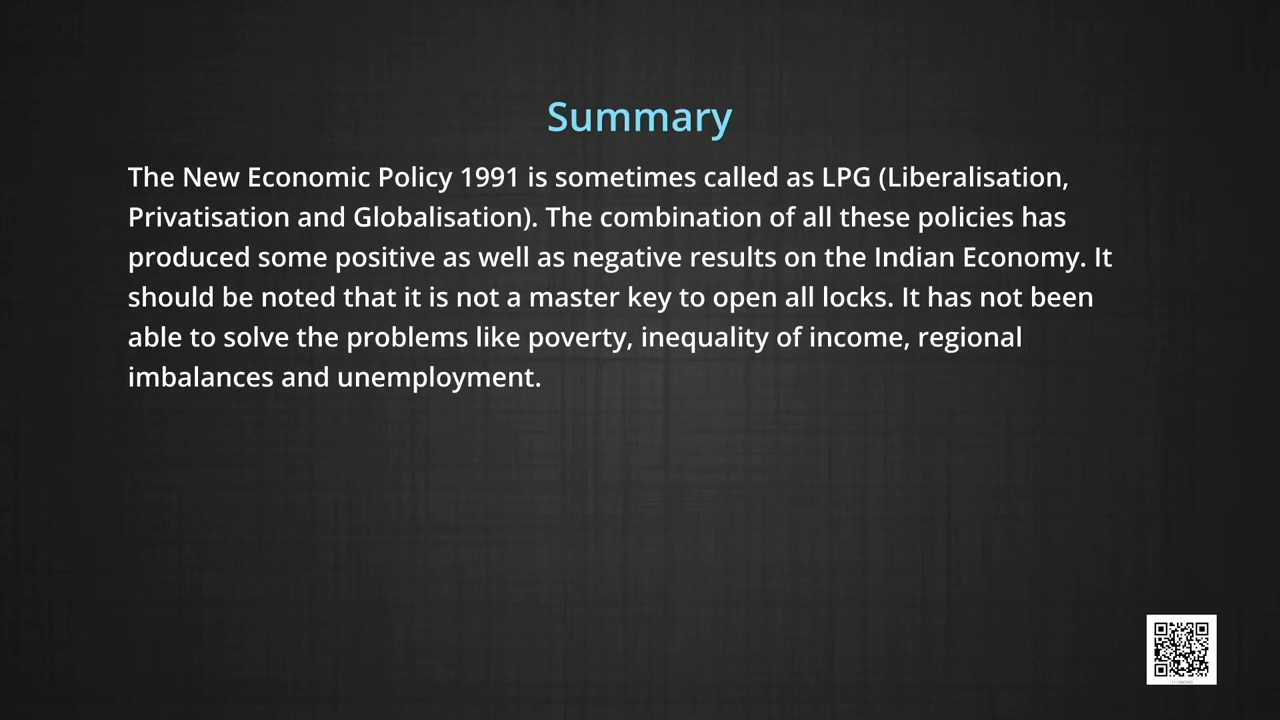 Summary
The New Economic Policy 1991 is sometimes called as LPG (Liberalisation,
Privatisation and Globalisation). The combination of all these policies has
produced some positive as well as negative results on the Indian Economy. It
should be noted that it is not a master key to open all locks. It has not been
able to solve the problems like poverty, inequality of income, regional
imbalances and unemployment.